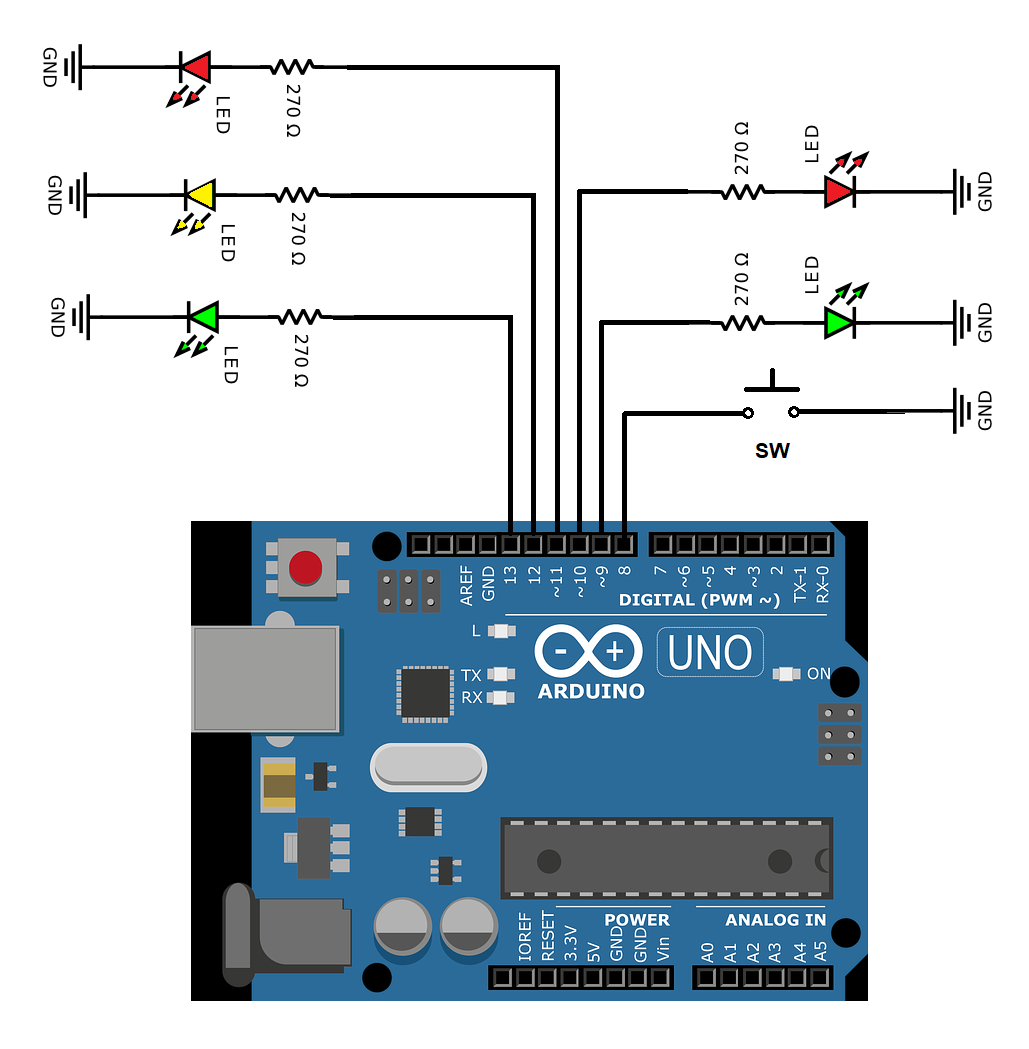 GND
LED
270 Ω
GND
LED
270 Ω
GND
LED
270 Ω
270 Ω
LED
GND
270 Ω
LED
GND
SW
GND
AREF
GND
13
12
~11
~10
~9
8
7
~6
~5
4
~3
2
TX-1
RX-0
DIGITAL (PWM ~)
L
TX
RX
- +
ARDUINO
UNO
ON
POWER
ANALOG IN
IOREF
RESET
3.3V
5V
GND
GND
Vin
A0
A1
A2
A3
A4
A5